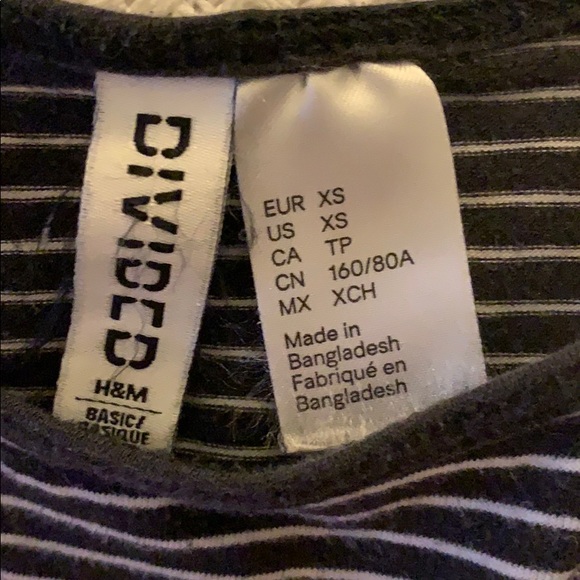 DIVIDED
H&M
BASIC/
BASIQUE
EUR XS
US XS
CA TP
CN 160/80A
MX XCH
Made in
Bangladesh
Fabriqué en
Bangladesh